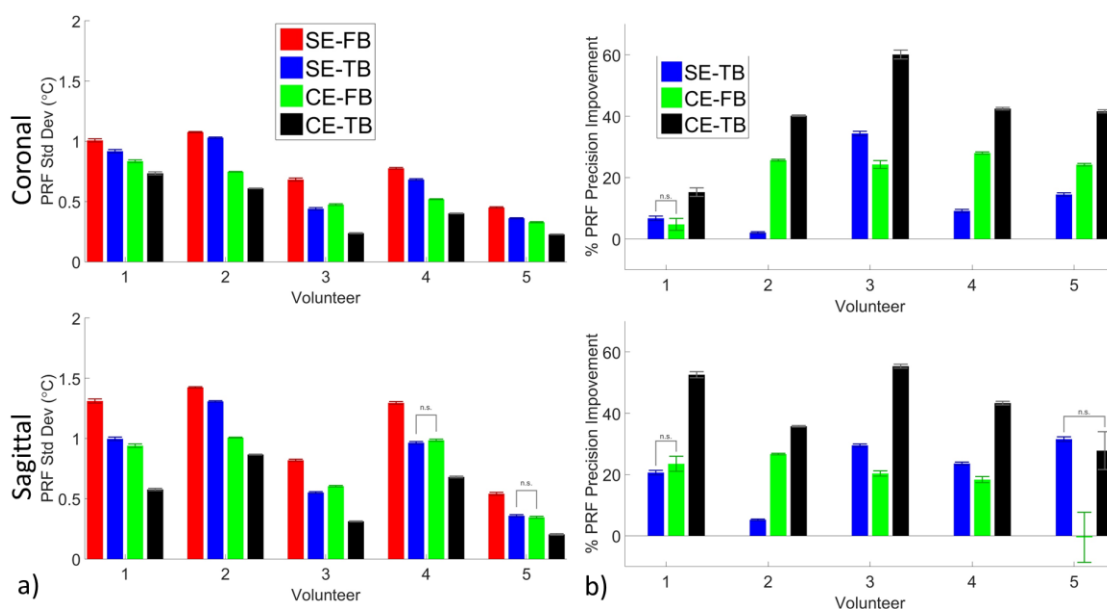 Coronal
PRF Std Dev (°C)
2
1.5
1
0.5
0
SE-FB
SE-TB
CE-FB
CE-TB
1 2 3 4 5
Volunteer
% PRF Precision Impovement
60
40
20
0
SE-TB
CE-FB
CE-TB
n.s.
1 2 3 4 5
Volunteer
Sagittal
PRF Std Dev (°C)
2
1.5
1
0.5
0
n.s.
n.s.
1 2 3 4 5
Volunteer
a)
% PRF Precision Impovement
60
40
20
0
n.s.
n.s.
1 2 3 4 5
Volunteer
b)